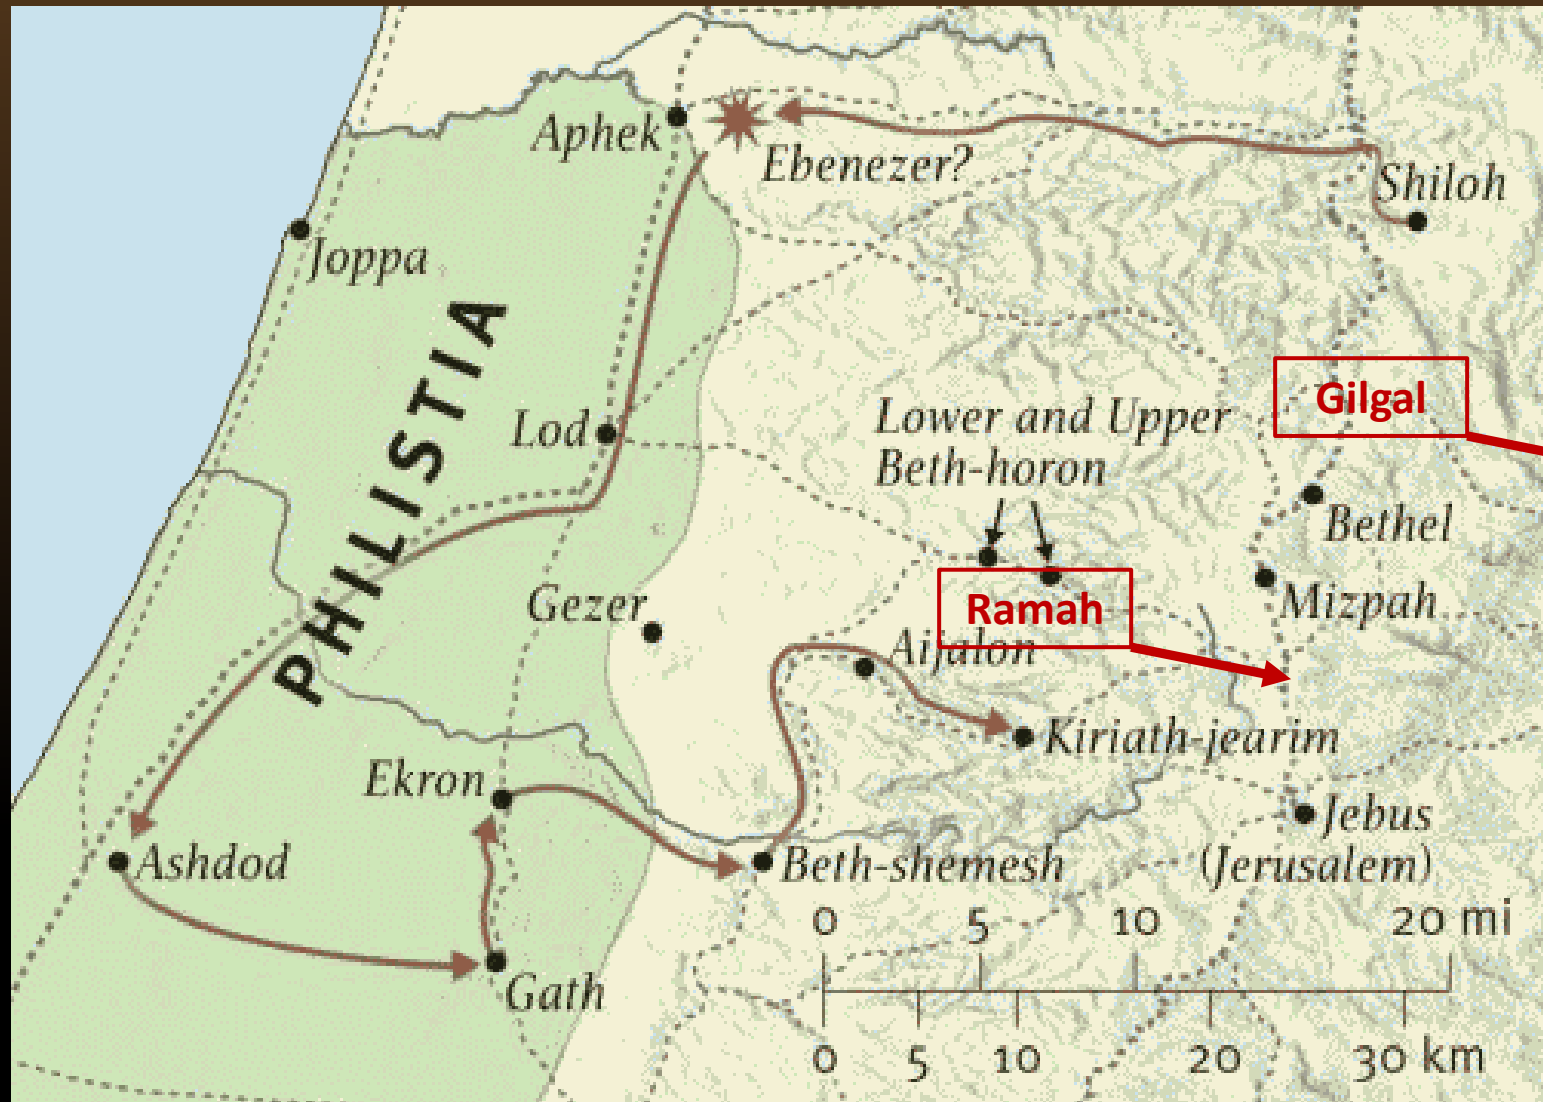 Aphek
Ebenezer?
Shiloh
Joppa
PHILISTIA
Gilgal
Lod
Lower and Upper
Beth-horon
Bethel
Gezer
Ramah
Mizpah
Aijalon
Kiriath-jearim
Ekron
Jebus
(Jerusalem)
Ashdod
Beth-shemesh
0 5 10 20 mi
Gath
0 5 10 20 30 km